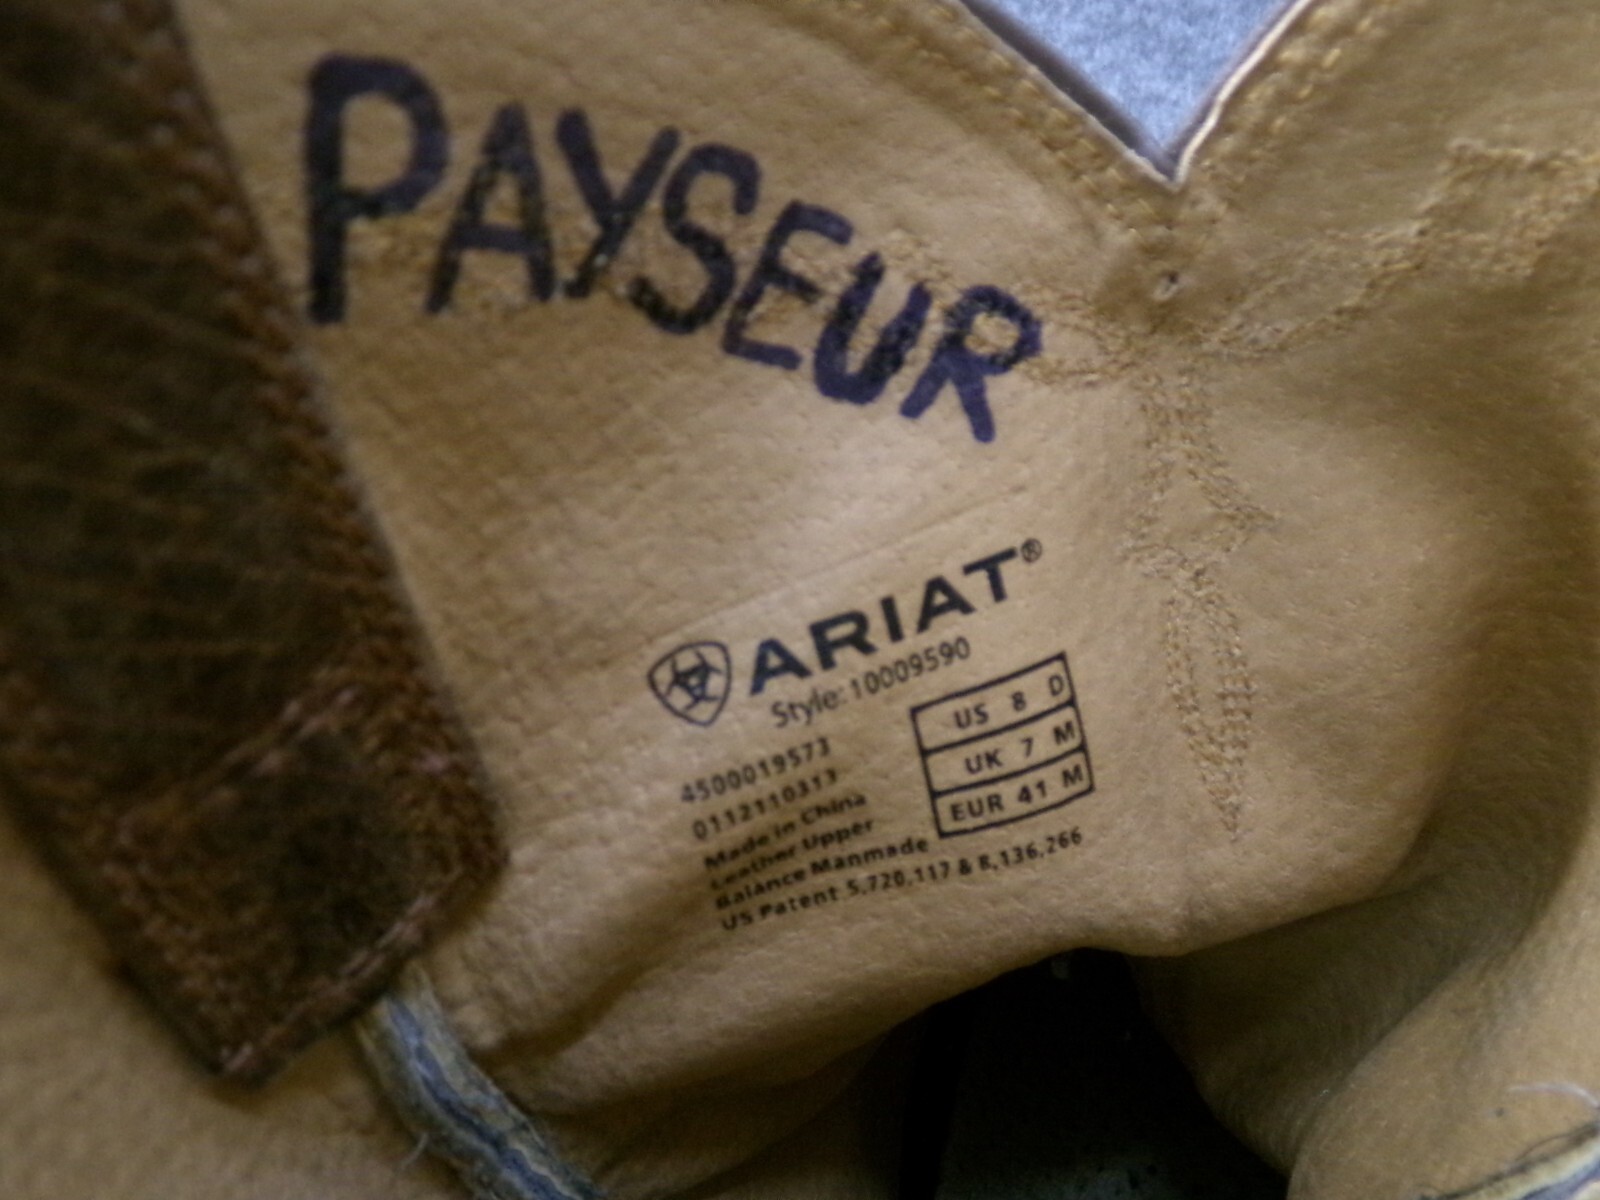 PAYSEUR
ARIAT®
Style: 10009590
US 8 D
UK 7 M
EUR 41 M
4500019573
0112110313
Made in China
Leather Upper
Balance Manmade
US Patent 5,720,117 & 8,136,266